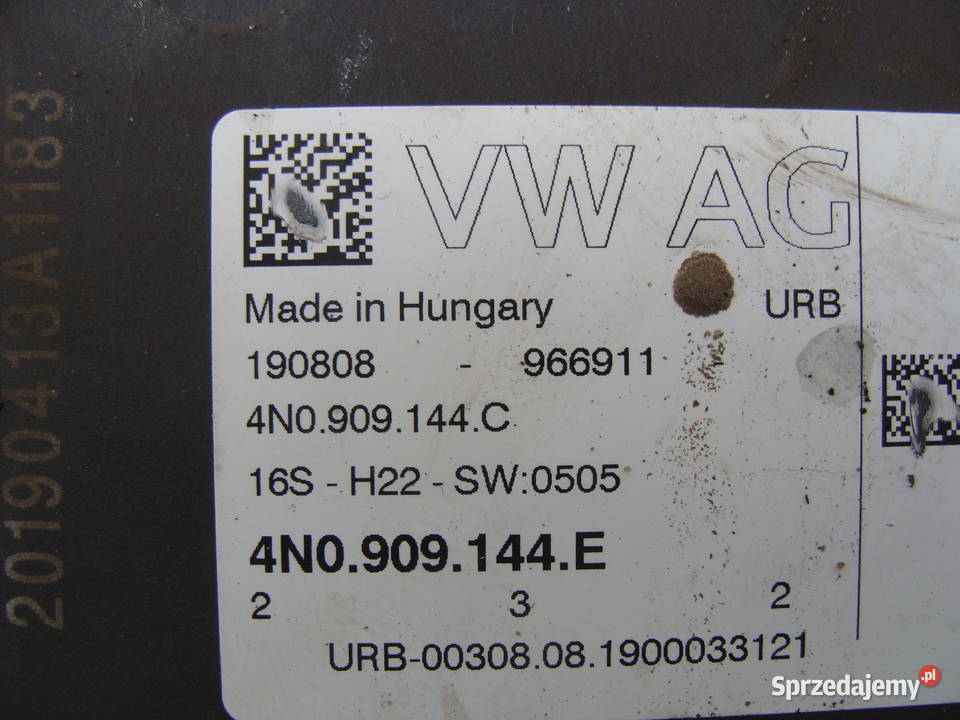 20190413A1183
VW AG
Made in Hungary URB
190808 - 966911
4N0.909.144.C
16S - H22 - SW:0505
4N0.909.144.E
2 3 2
URB-00308.08.1900033121
Sprzedajemy.pl